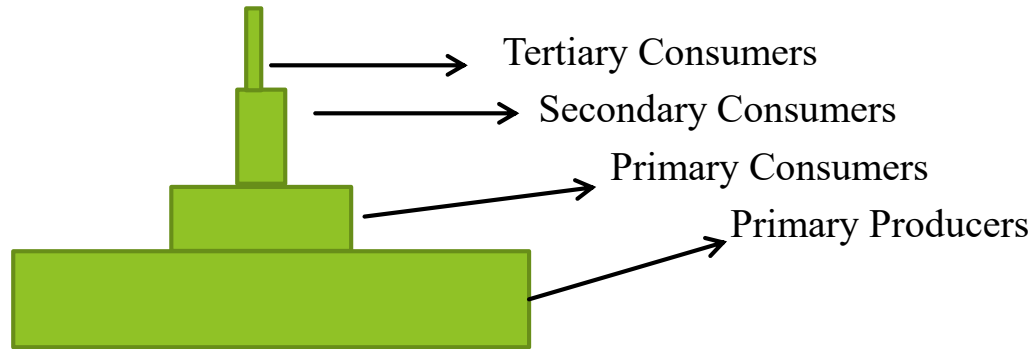 Tertiary Consumers
Secondary Consumers
Primary Consumers
Primary Producers